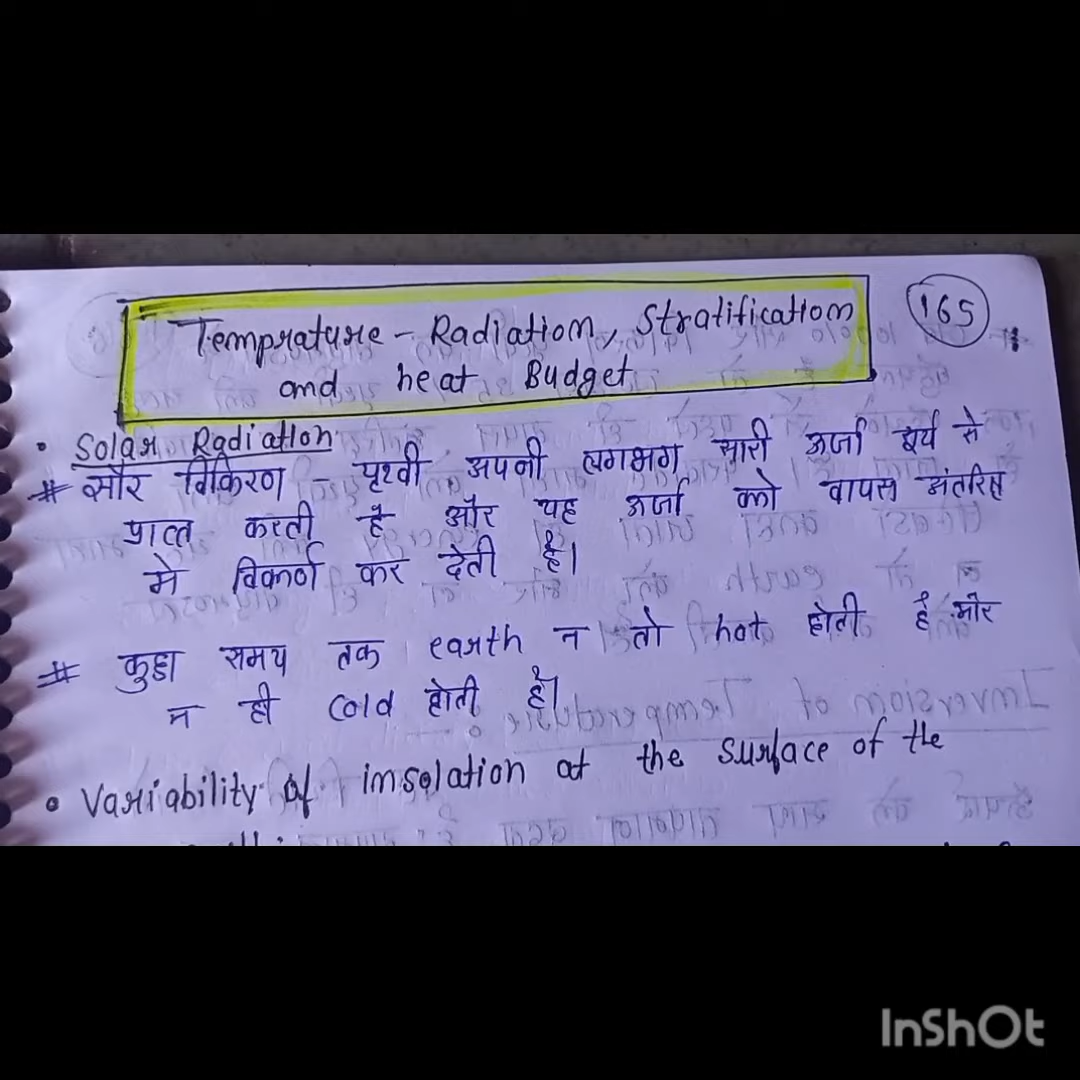 Temprature - Radiation, Stratification
and heat Budget
165
• Solar Radiation
# सौर विकिरण - पृथ्वी अपनी लगभग सारी ऊर्जा सूर्य से
प्राप्त करती है और यह ऊर्जा को वापस अंतरिक्ष
मे विकर्ण कर देती है।
# कुछ समय तक earth न तो hot होती है और
न ही cold होती है।
• Variability of insolation at the surface of the
InShOt